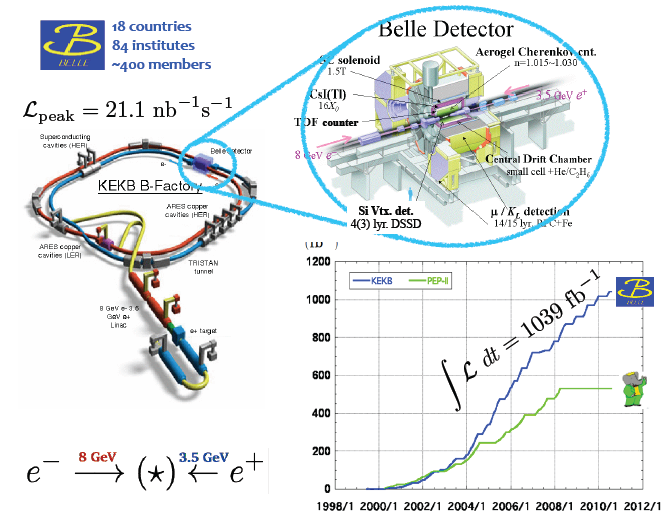 18 countries
84 institutes
~400 members
B
BELLE
ℒpeak = 21.1 nb⁻¹s⁻¹
Belle Detector
solenoid
1.5T
Aerogel Cherenkov cnt.
n=1.015~1.030
CsI(Tl)
16X₀
TOF counter
3.5 GeV e⁺
8 GeV e⁻
Central Drift Chamber
small cell +He/C₂H₆
Si Vtx. det.
4(3) lyr. DSSD
μ / K_L detection
14/15 lyr. RPC+Fe
Superconducting
cavities (HER)
Belle Detector
e-
KEKB B-Factory
ARES copper
cavities (HER)
ARES copper
cavities (LER)
TRISTAN
tunnel
8 GeV e- 3.5
GeV e+
Linac
e+ target
(fb⁻¹)
1200
1000
800
600
400
200
0
KEKB
PEP-II
∫ℒ dt = 1039 fb⁻¹
B
BELLE
1998/1 2000/1 2002/1 2004/1 2006/1 2008/1 2010/1 2012/1
8 GeV 3.5 GeV
e⁻ ⟶ (⋆) ⟵ e⁺